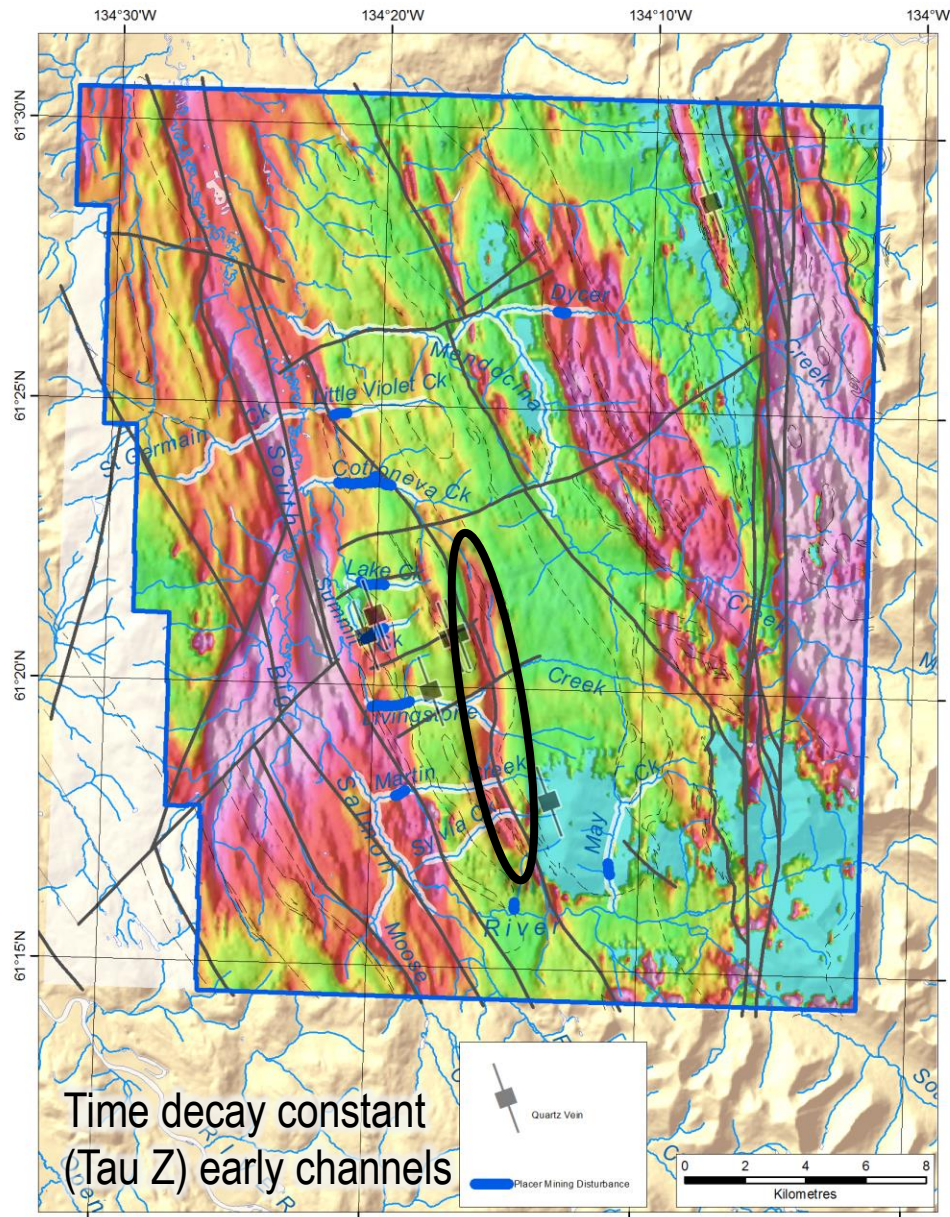 134°30'W
134°20'W
134°10'W
134°
61°30'N
61°25'N
61°20'N
61°15'N
Dycer
Mendocina
Creek
Little Violet Ck
St Germain
Ck
South
Cottoneva Ck
Lake Ck
Summit
Ck
Creek
Big
Creek
Livingstone
Martin
Creek
Ck
Salmon
May
River
Moose
Time decay constant
(Tau Z) early channels
Quartz Vein
Placer Mining Disturbance
0 2 4 6 8
Kilometres